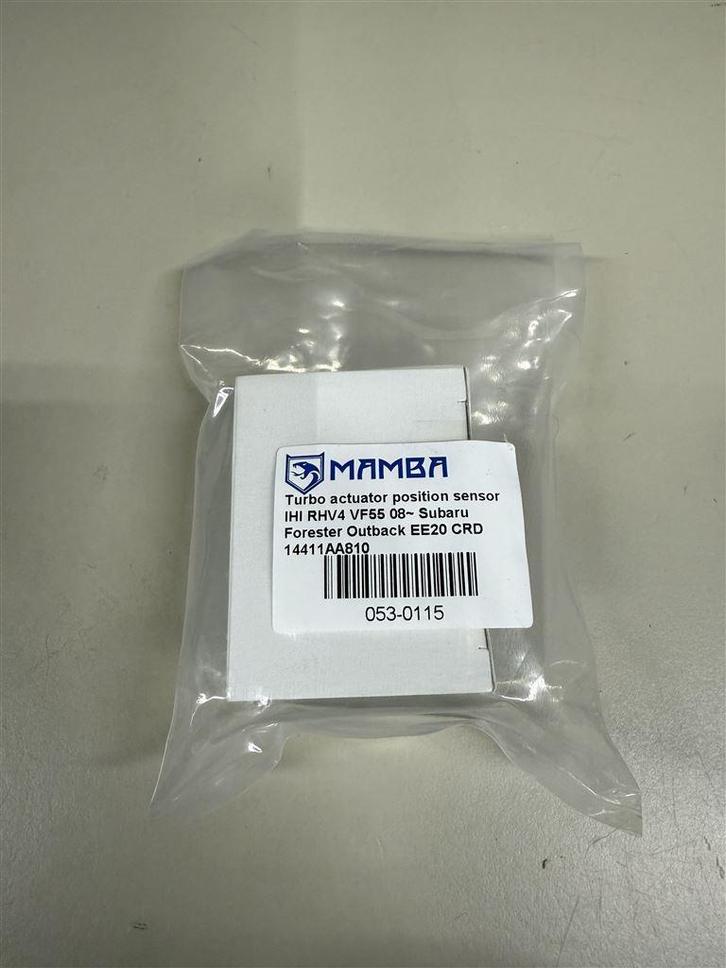 MAMBA
Turbo actuator position sensor
IHI RHV4 VF55 08~ Subaru
Forester Outback EE20 CRD
14411AA810
053-0115